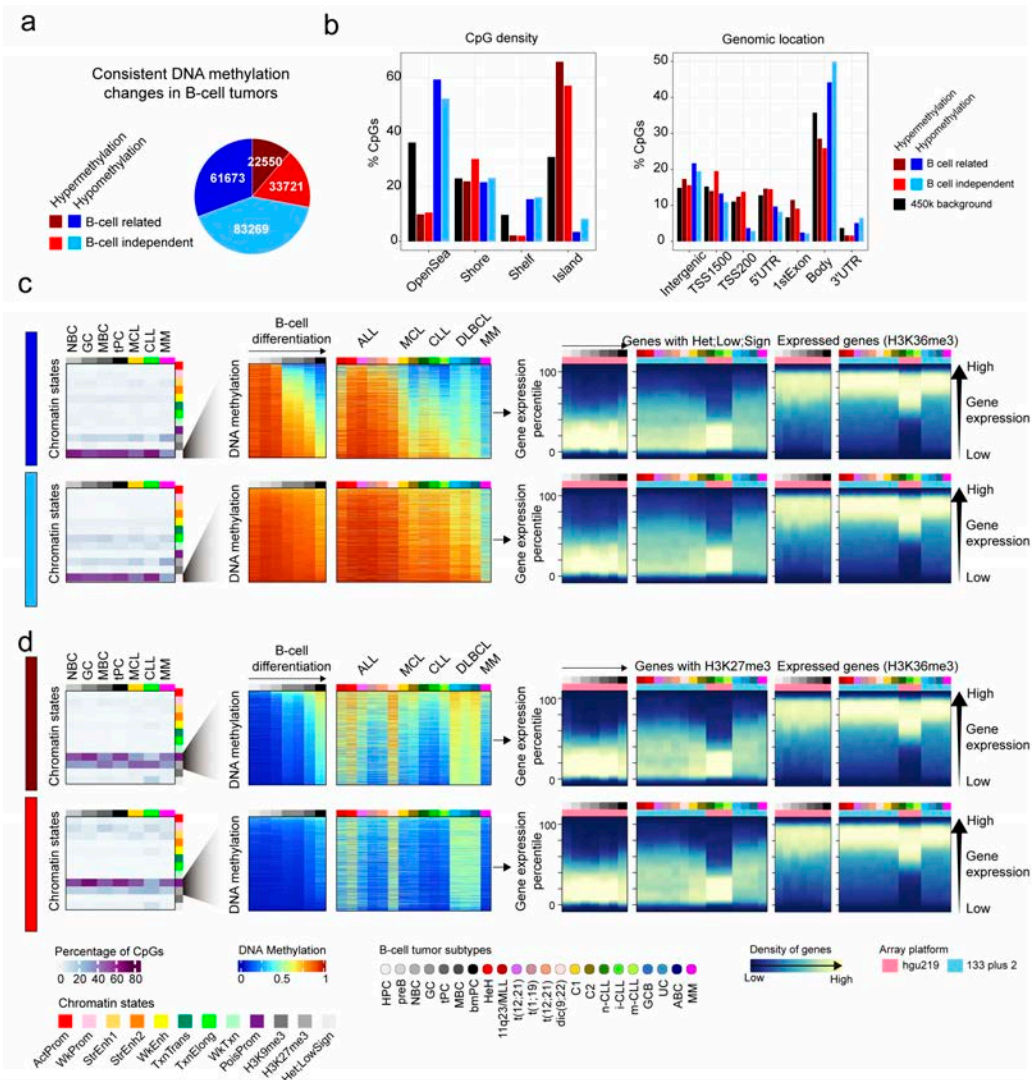 a
Consistent DNA methylation
changes in B-cell tumors
Hypermethylation
Hypomethylation
B-cell related
B-cell independent
22550
33721
83269
61673
b
CpG density
% CpGs
60
40
20
0
OpenSea
Shore
Shelf
Island
Genomic location
% CpGs
50
40
30
20
10
0
Intergenic
TSS1500
TSS200
5'UTR
1stExon
Body
3'UTR
Hypermethylation
Hypomethylation
B cell related
B cell independent
450k background
c
NBC
GC
MBC
tPC
MCL
CLL
MM
Chromatin states
B-cell
differentiation
DNA methylation
ALL
MCL
CLL
DLBCL
MM
Gene expression
percentile
100
0
Genes with Het;Low;Sign
Expressed genes (H3K36me3)
High
Gene
expression
Low
Chromatin states
DNA methylation
Gene expression
percentile
100
0
High
Gene
expression
Low
d
NBC
GC
MBC
tPC
MCL
CLL
MM
Chromatin states
B-cell
differentiation
DNA methylation
ALL
MCL
CLL
DLBCL
MM
Gene expression
percentile
100
0
Genes with H3K27me3
Expressed genes (H3K36me3)
High
Gene
expression
Low
Chromatin states
DNA methylation
Gene expression
percentile
100
0
High
Gene
expression
Low
Percentage of CpGs
0 20 40 60 80
DNA Methylation
0 0.5 1
B-cell tumor subtypes
HPC
preB
NBC
GC
tPC
MBC
bmPC
HeH
11q23/MLL
t(12;21)
t(1;19)
t(12;21)
dic(9;22)
C1
C2
n-CLL
i-CLL
m-CLL
GCB
UC
ABC
MM
Density of genes
Low
High
Array platform
hgu219
133 plus 2
Chromatin states
ActProm
WkProm
StrEnh1
StrEnh2
WkEnh
TxnTrans
TxnElong
WkTxn
PoisProm
H3K9me3
H3K27me3
Het;LowSign